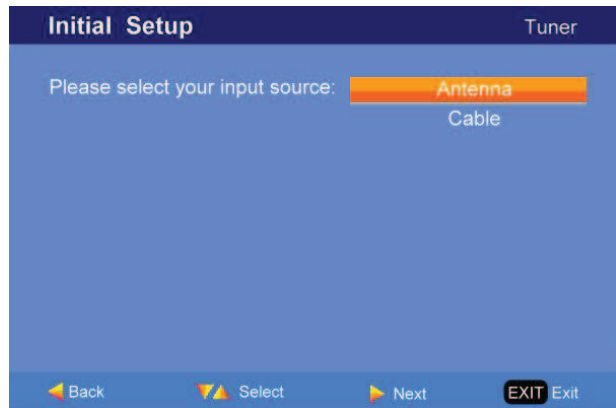 Initial Setup Tuner
Please select your input source: Antenna
Cable
Back Select Next EXIT Exit